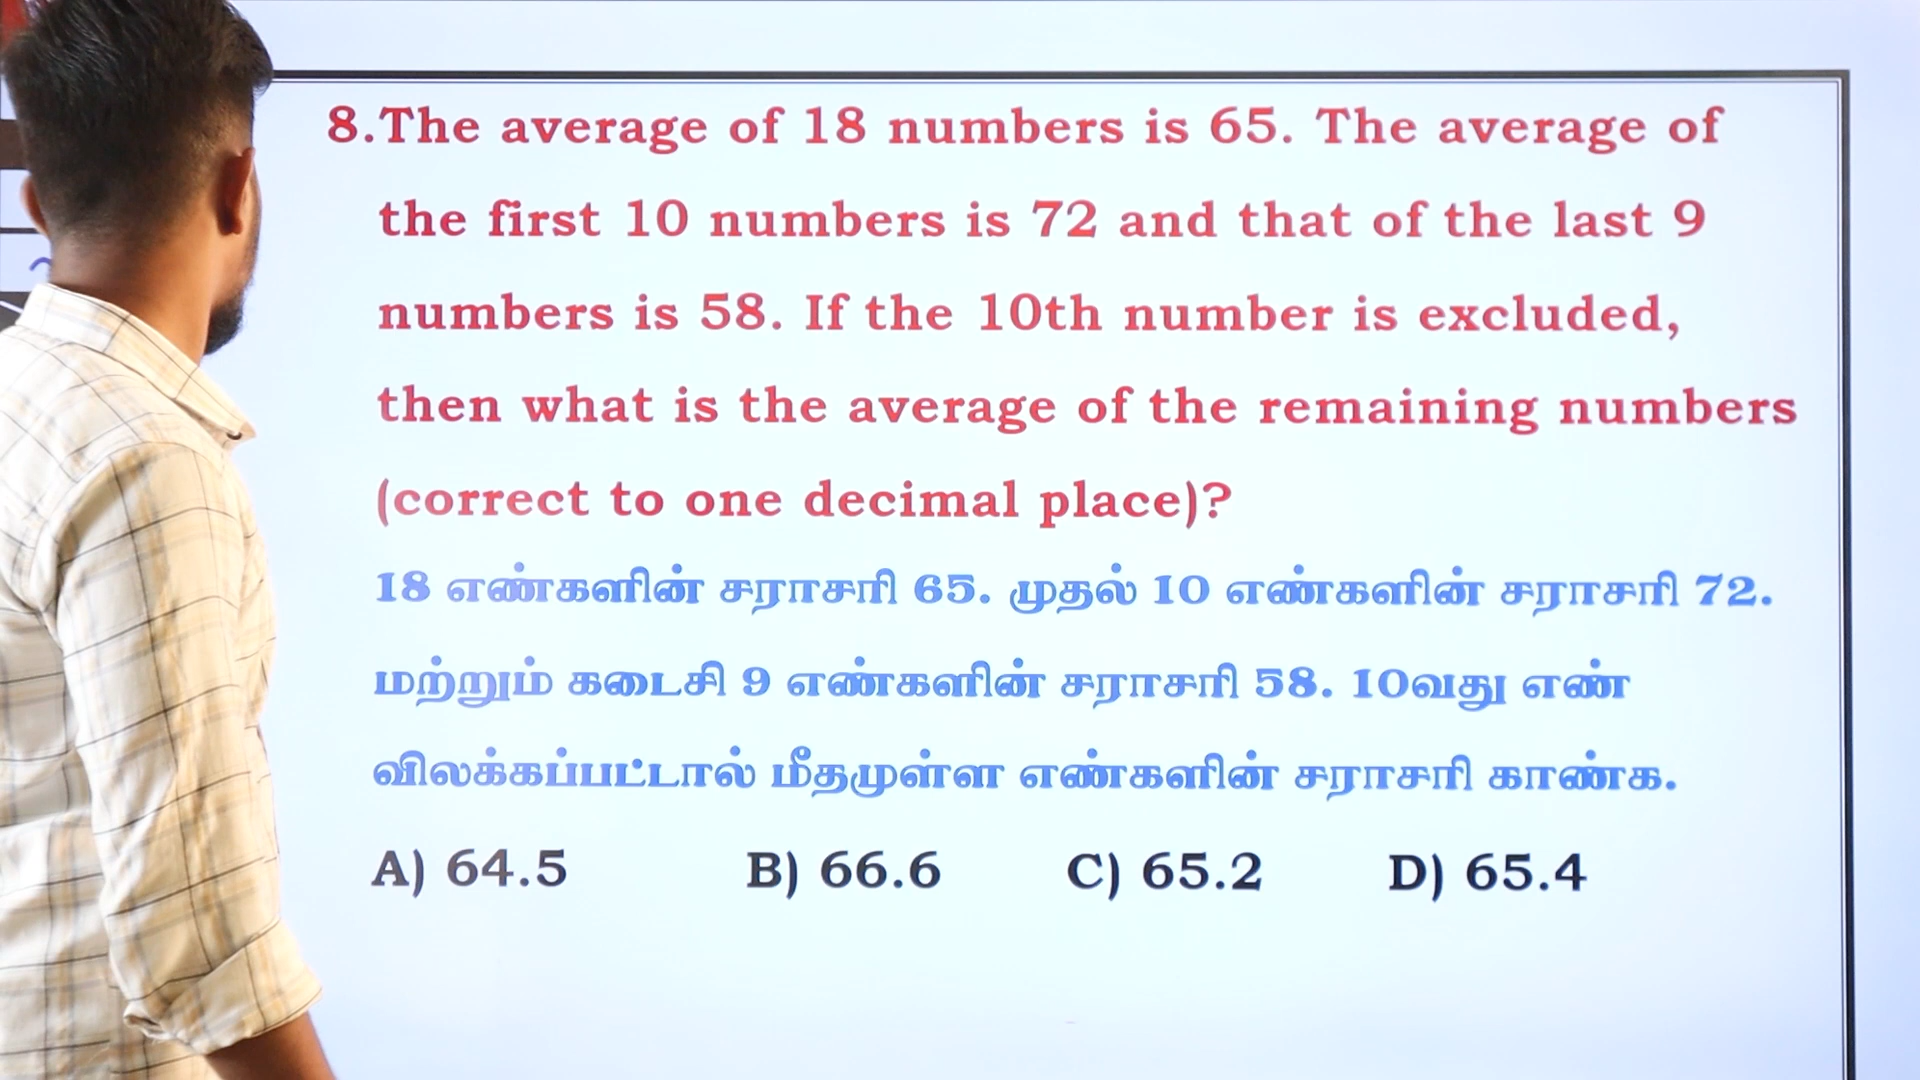 8.The average of 18 numbers is 65. The average of
the first 10 numbers is 72 and that of the last 9
numbers is 58. If the 10th number is excluded,
then what is the average of the remaining numbers
(correct to one decimal place)?
18 எண்களின் சராசரி 65. முதல் 10 எண்களின் சராசரி 72.
மற்றும் கடைசி 9 எண்களின் சராசரி 58. 10வது எண்
விலக்கப்பட்டால் மீதமுள்ள எண்களின் சராசரி காண்க.
A) 64.5 B) 66.6 C) 65.2 D) 65.4